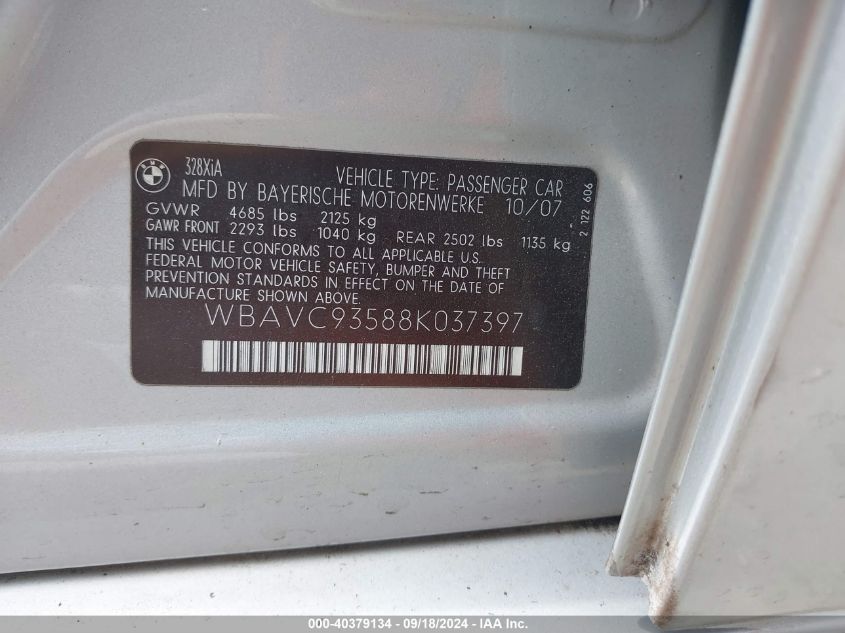 BMW
328XiA
VEHICLE TYPE: PASSENGER CAR
MFD BY BAYERISCHE MOTORENWERKE 10/07
GVWR 4685 lbs 2125 kg
GAWR FRONT 2293 lbs 1040 kg REAR 2502 lbs 1135 kg
THIS VEHICLE CONFORMS TO ALL APPLICABLE U.S.
FEDERAL MOTOR VEHICLE SAFETY, BUMPER AND THEFT
PREVENTION STANDARDS IN EFFECT ON THE DATE OF
MANUFACTURE SHOWN ABOVE.
WBAVC93588K037397
2 122 606
000-40379134 - 09/18/2024 - IAA Inc.